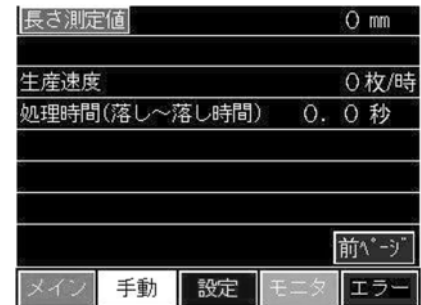 長さ測定値 0 mm
生産速度 0枚/時
処理時間(落し～落し時間) 0. 0 秒
前ﾍﾟｰｼﾞ
メイン 手動 設定 モニタ エラー